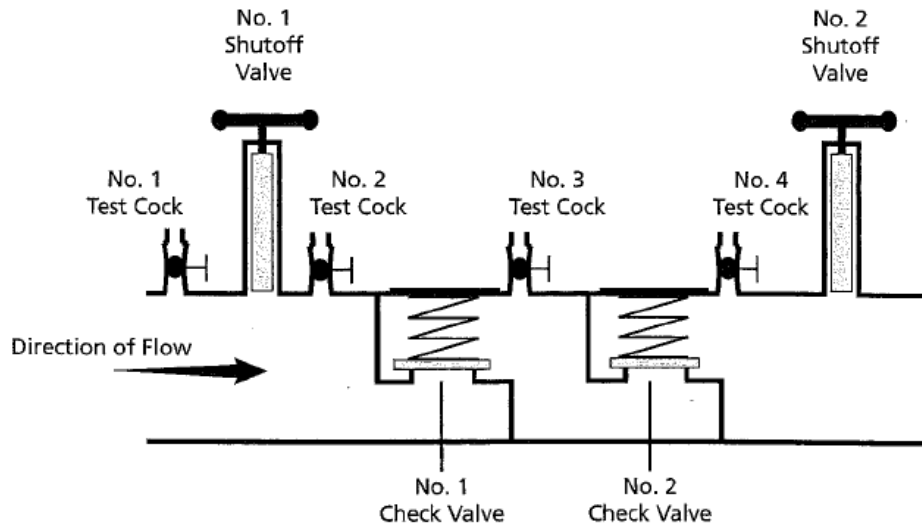 No. 1
Shutoff
Valve
No. 2
Shutoff
Valve
No. 1
Test Cock
No. 2
Test Cock
No. 3
Test Cock
No. 4
Test Cock
Direction of Flow
No. 1
Check Valve
No. 2
Check Valve